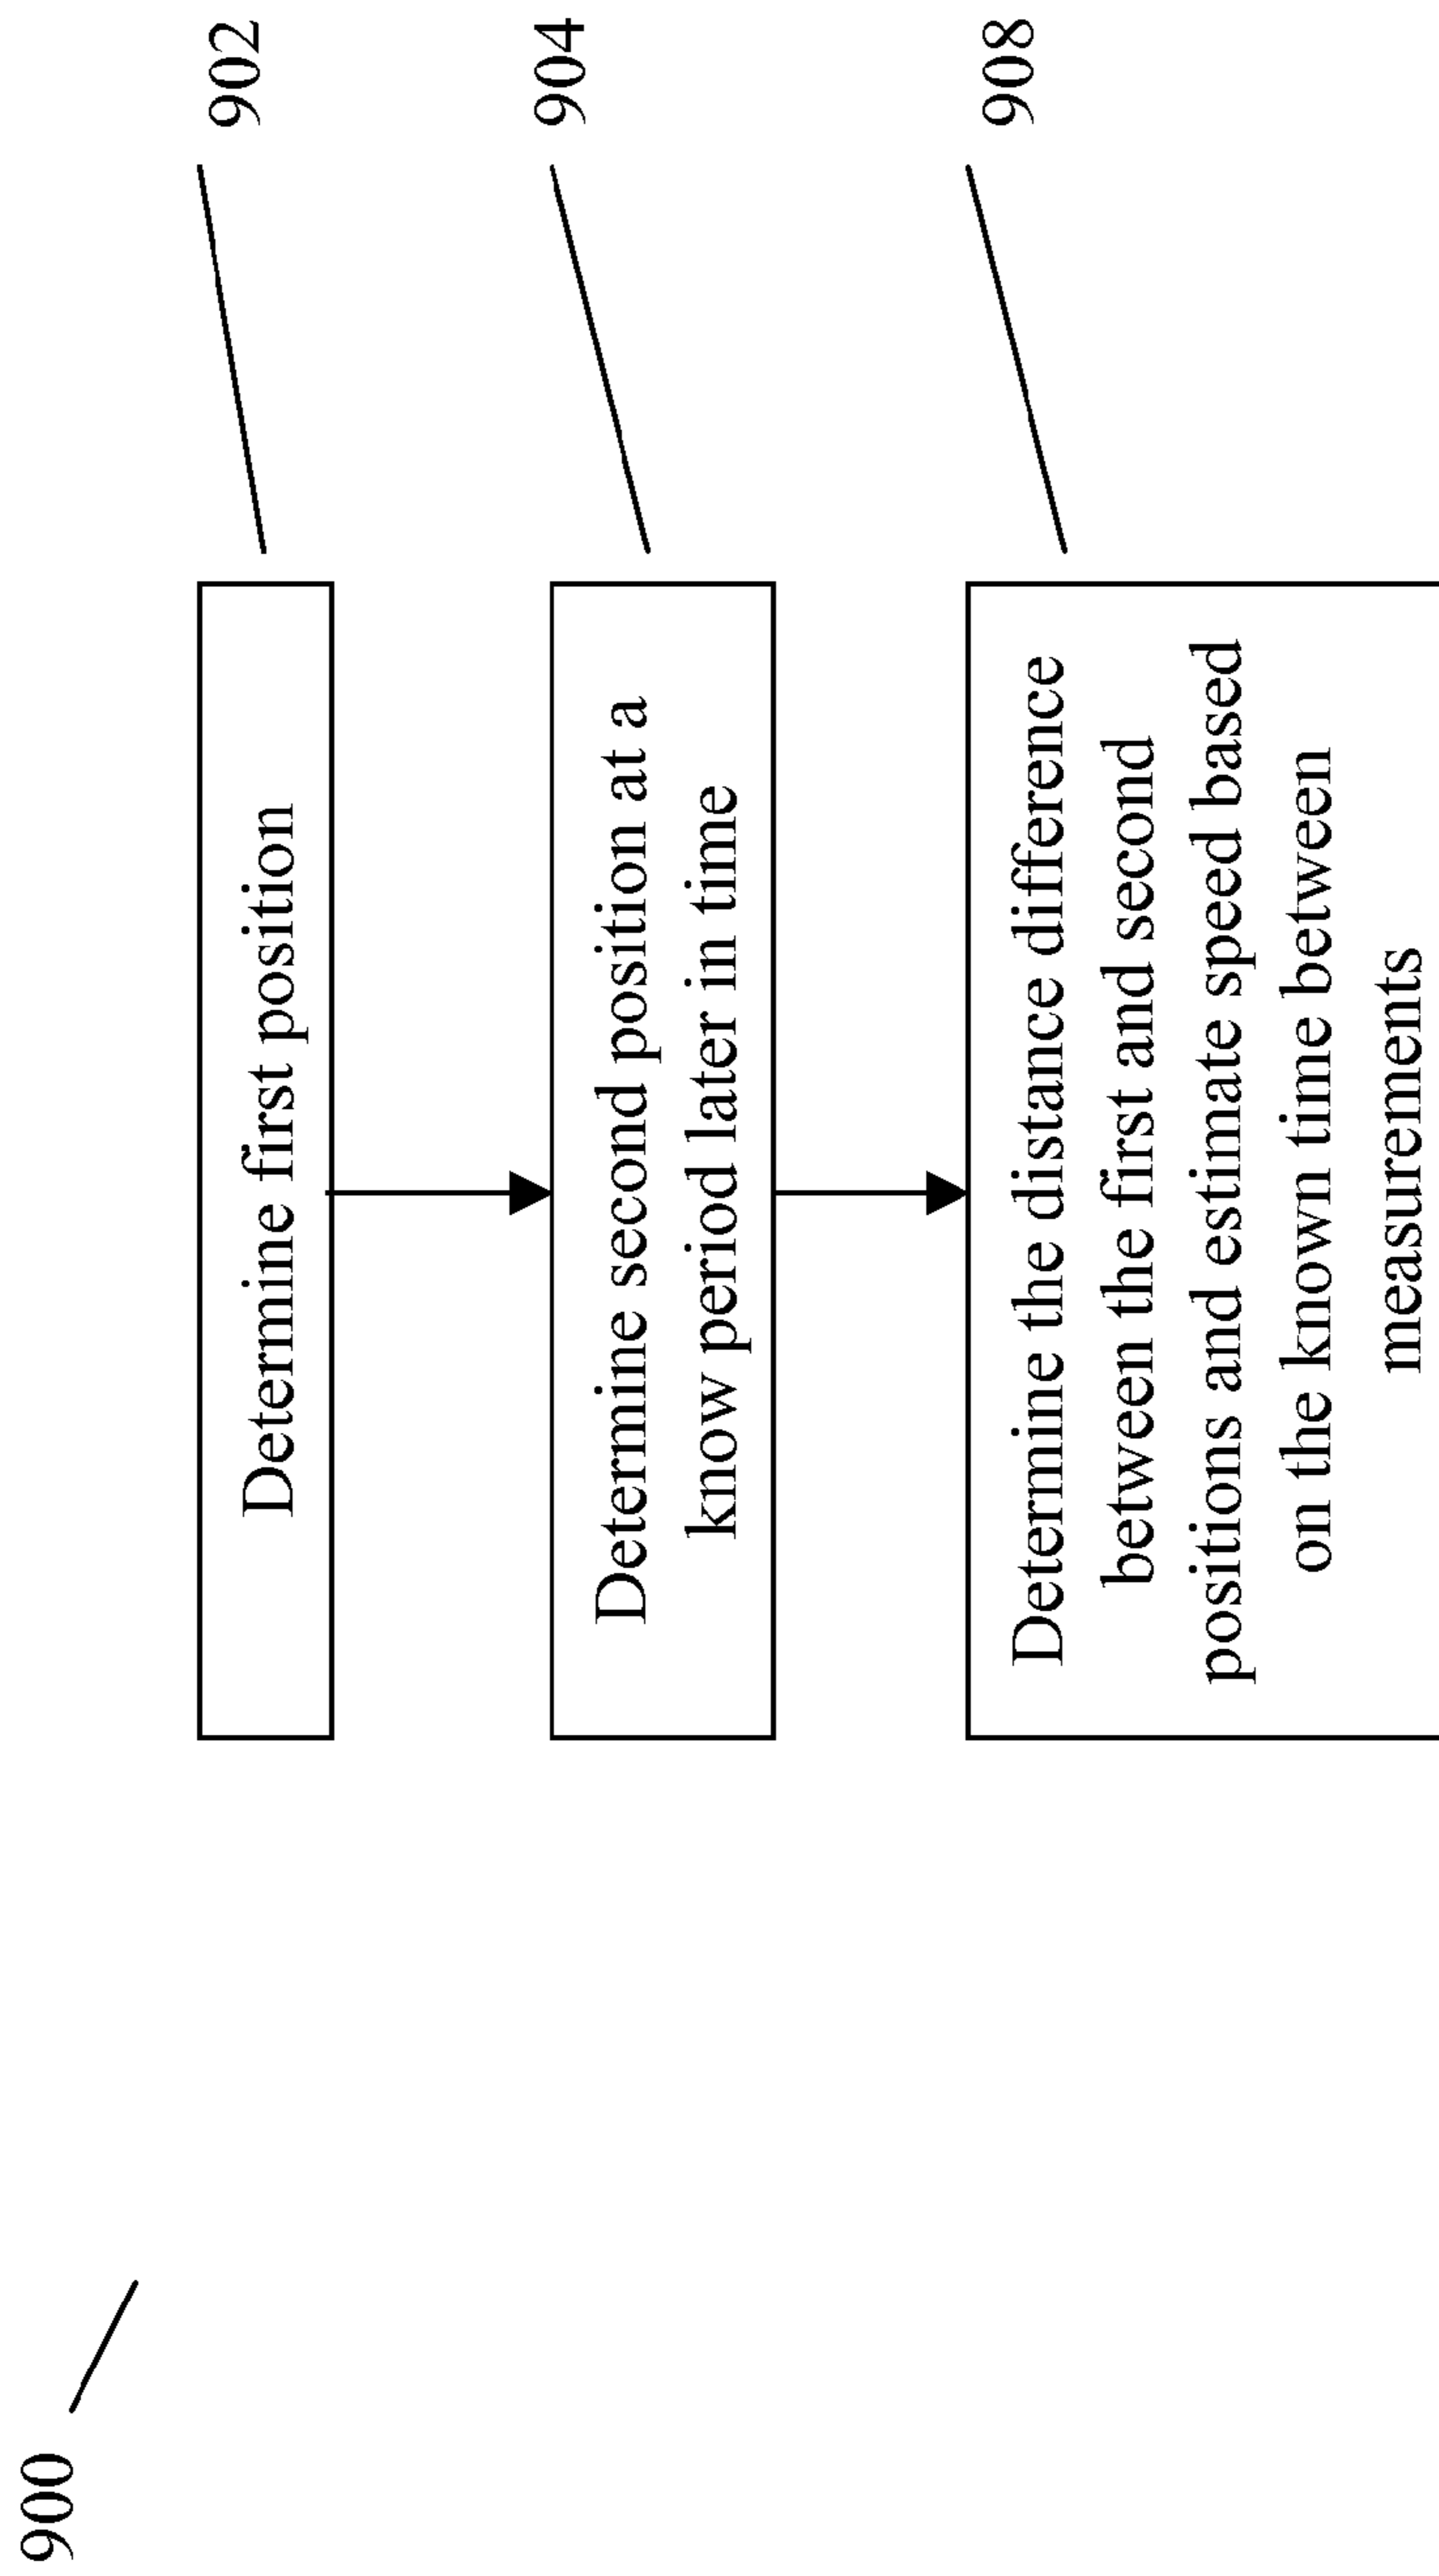 900
Determine first position
902
Determine second position at a
know period later in time
904
Determine the distance difference
between the first and second
positions and estimate speed based
on the known time between
measurements
908